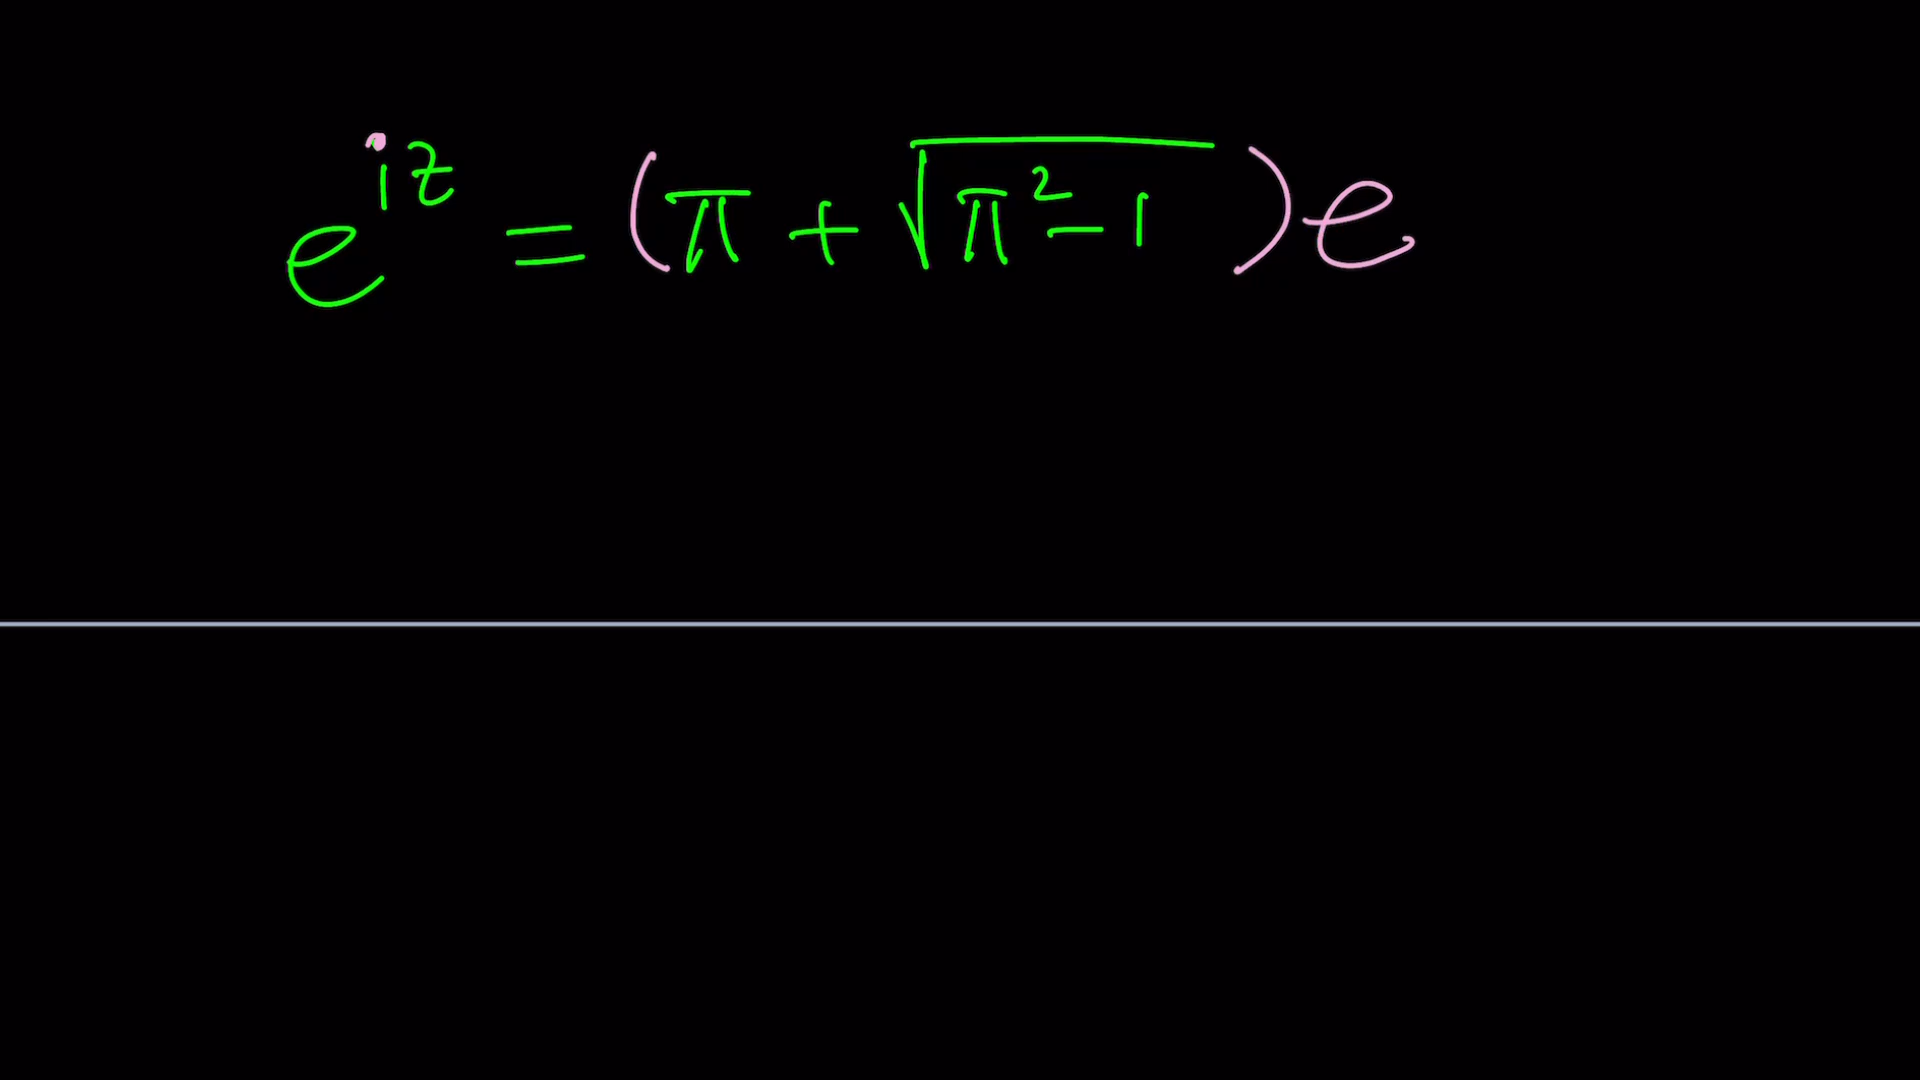 e^{iz} = (π + √(π² − 1)) e